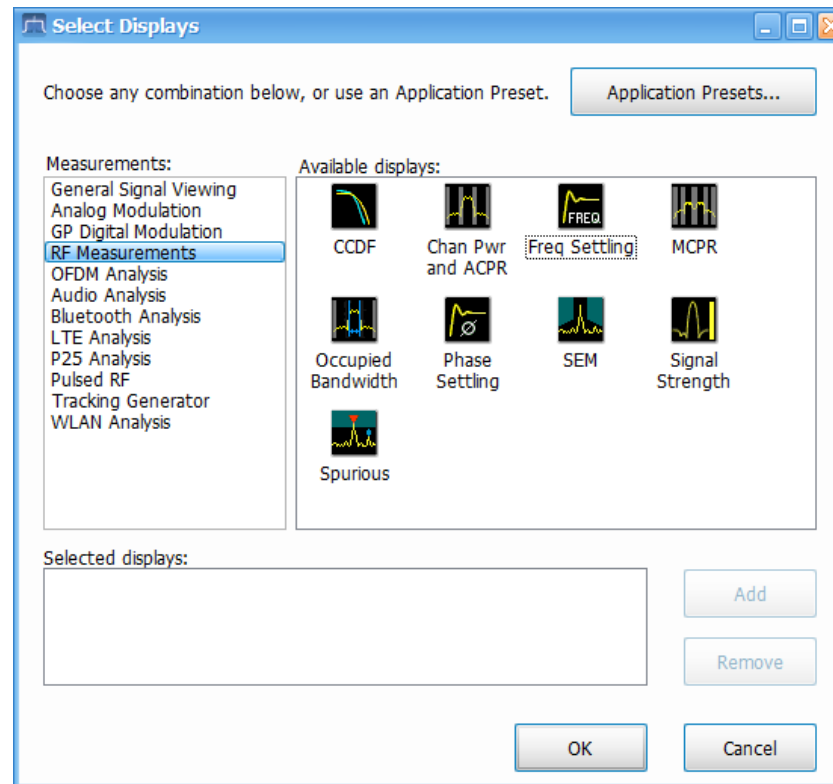 Select Displays
Choose any combination below, or use an Application Preset.
Application Presets...
Measurements:
General Signal Viewing
Analog Modulation
GP Digital Modulation
RF Measurements
OFDM Analysis
Audio Analysis
Bluetooth Analysis
LTE Analysis
P25 Analysis
Pulsed RF
Tracking Generator
WLAN Analysis
Available displays:
CCDF
Chan Pwr
and ACPR
FREQ
Freq Settling
MCPR
Occupied
Bandwidth
Ø
Phase
Settling
SEM
Signal
Strength
Spurious
Selected displays:
Add
Remove
OK
Cancel